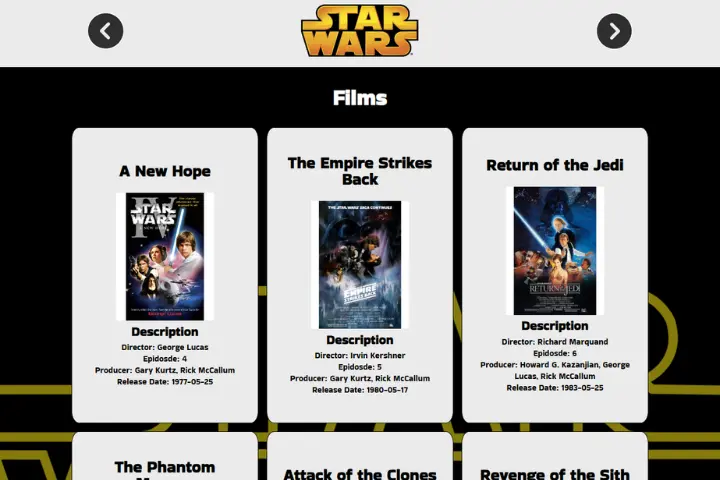 STAR
WARS
Films
A New Hope
STAR
WARS
IV
A NEW HOPE
Description
Director: George Lucas
Epidosde: 4
Producer: Gary Kurtz, Rick McCallum
Release Date: 1977-05-25
The Empire Strikes
Back
THE STAR WARS SAGA CONTINUES
THE
EMPIRE
STRIKES BACK
Description
Director: Irvin Kershner
Epidosde: 5
Producer: Gary Kurtz, Rick McCallum
Release Date: 1980-05-17
Return of the Jedi
RETURN OF THE JEDI
Description
Director: Richard Marquand
Epidosde: 6
Producer: Howard G. Kazanjian, George
Lucas, Rick McCallum
Release Date: 1983-05-25
The Phantom
Attack of the Clones
Revenge of the Sith